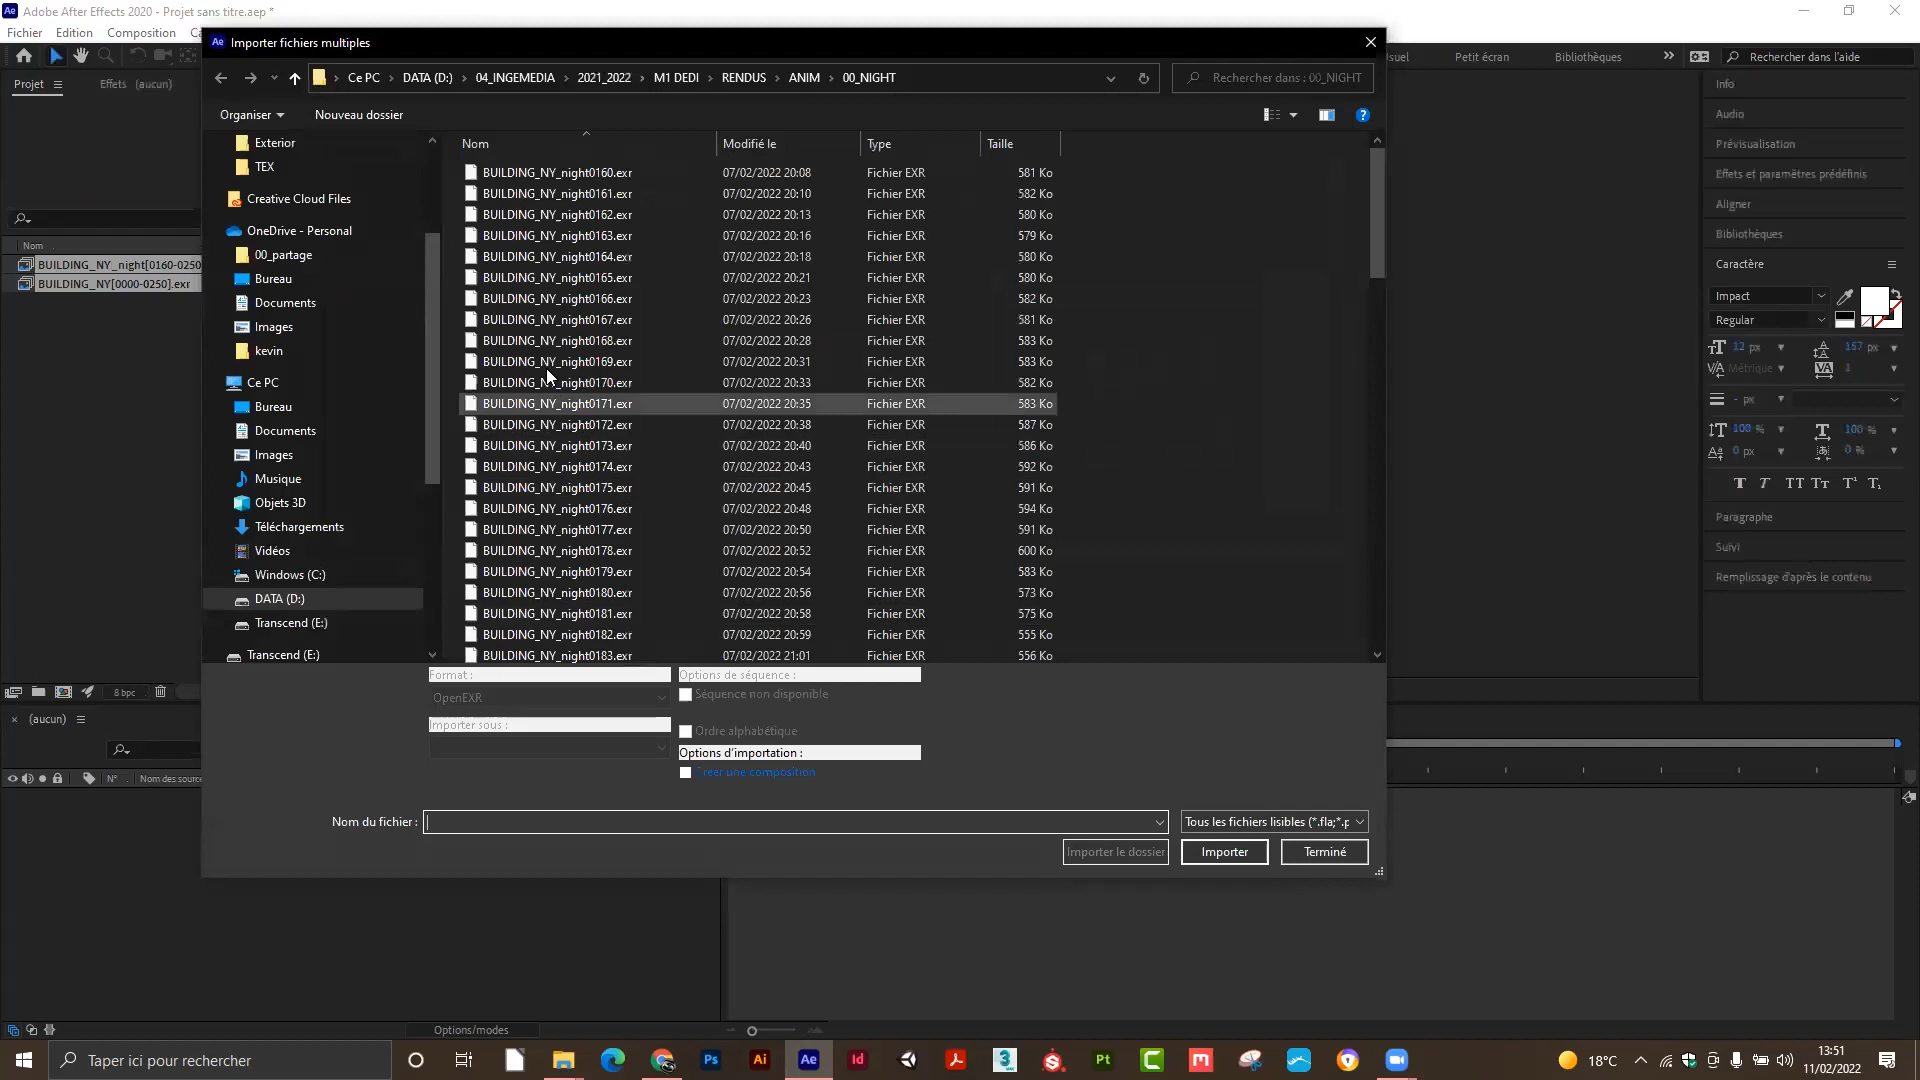 Adobe After Effects 2020 - Projet sans titre.aep *
Fichier Edition Composition
Importer fichiers multiples
Ce PC > DATA (D:) > 04_INGEMEDIA > 2021_2022 > M1 DEDI > RENDUS > ANIM > 00_NIGHT
Rechercher dans : 00_NIGHT
Petit écran Bibliothèques » Rechercher dans l'aide
Projet Effets (aucun)
Organiser Nouveau dossier
Nom Modifié le Type Taille
BUILDING_NY_night0160.exr 07/02/2022 20:08 Fichier EXR 581 Ko
BUILDING_NY_night0161.exr 07/02/2022 20:10 Fichier EXR 582 Ko
BUILDING_NY_night0162.exr 07/02/2022 20:13 Fichier EXR 580 Ko
BUILDING_NY_night0163.exr 07/02/2022 20:16 Fichier EXR 579 Ko
BUILDING_NY_night0164.exr 07/02/2022 20:18 Fichier EXR 580 Ko
BUILDING_NY_night0165.exr 07/02/2022 20:21 Fichier EXR 580 Ko
BUILDING_NY_night0166.exr 07/02/2022 20:23 Fichier EXR 582 Ko
BUILDING_NY_night0167.exr 07/02/2022 20:26 Fichier EXR 581 Ko
BUILDING_NY_night0168.exr 07/02/2022 20:28 Fichier EXR 583 Ko
BUILDING_NY_night0169.exr 07/02/2022 20:31 Fichier EXR 583 Ko
BUILDING_NY_night0170.exr 07/02/2022 20:33 Fichier EXR 582 Ko
BUILDING_NY_night0171.exr 07/02/2022 20:35 Fichier EXR 583 Ko
BUILDING_NY_night0172.exr 07/02/2022 20:38 Fichier EXR 587 Ko
BUILDING_NY_night0173.exr 07/02/2022 20:40 Fichier EXR 586 Ko
BUILDING_NY_night0174.exr 07/02/2022 20:43 Fichier EXR 592 Ko
BUILDING_NY_night0175.exr 07/02/2022 20:45 Fichier EXR 591 Ko
BUILDING_NY_night0176.exr 07/02/2022 20:48 Fichier EXR 594 Ko
BUILDING_NY_night0177.exr 07/02/2022 20:50 Fichier EXR 591 Ko
BUILDING_NY_night0178.exr 07/02/2022 20:52 Fichier EXR 600 Ko
BUILDING_NY_night0179.exr 07/02/2022 20:54 Fichier EXR 583 Ko
BUILDING_NY_night0180.exr 07/02/2022 20:56 Fichier EXR 573 Ko
BUILDING_NY_night0181.exr 07/02/2022 20:58 Fichier EXR 575 Ko
BUILDING_NY_night0182.exr 07/02/2022 20:59 Fichier EXR 555 Ko
BUILDING_NY_night0183.exr 07/02/2022 21:01 Fichier EXR 556 Ko
Exterior
TEX
Creative Cloud Files
OneDrive - Personal
00_partage
Bureau
Documents
Images
kevin
Ce PC
Bureau
Documents
Images
Musique
Objets 3D
Téléchargements
Vidéos
Windows (C:)
DATA (D:)
Transcend (E:)
Transcend (E:)
Nom
BUILDING_NY_night[0160-0250
BUILDING_NY[0000-0250].exr
8 bpc
Format :
OpenEXR
Importer sous :
Options de séquence :
Séquence non disponible
Ordre alphabétique
Options d'importation :
Créer une composition
Nom du fichier :
Tous les fichiers lisibles (*.fla;*.p
Importer le dossier Importer Terminé
Info
Audio
Prévisualisation
Effets et paramètres prédéfinis
Aligner
Bibliothèques
Caractère
Impact
Regular
12 px 157 px
Métrique
- px
100 % 100 %
0 px 0 %
T T TT Tt T¹ T₁
Paragraphe
Suivi
Remplissage d'après le contenu
(aucun)
N° Nom des source
Options/modes
Taper ici pour rechercher
18°C
13:51
11/02/2022